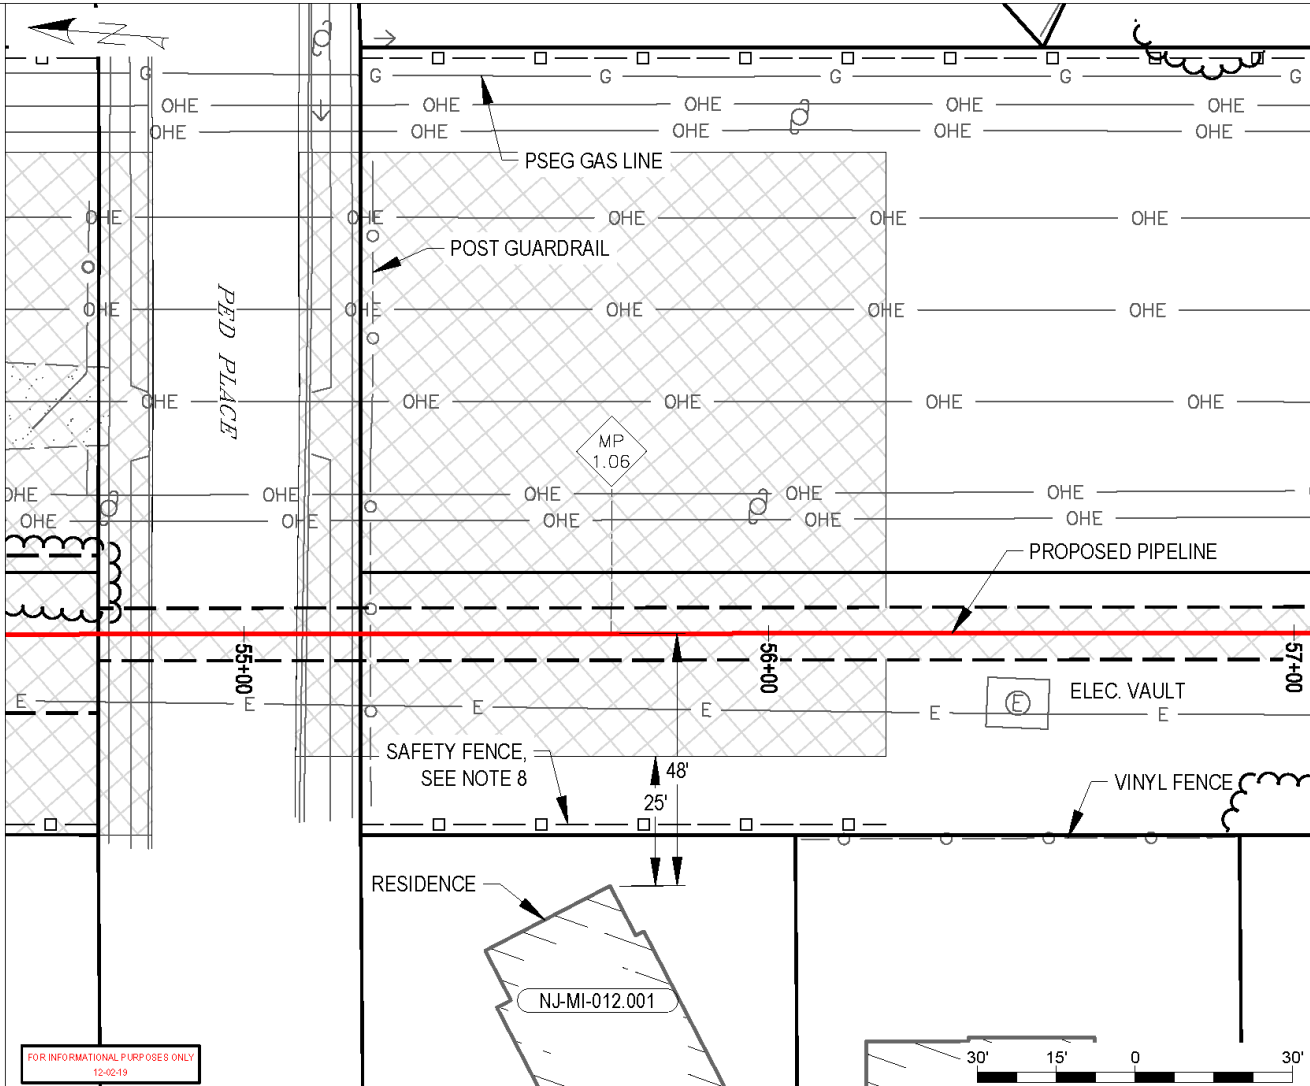 N
G
G
G
G
G
G
OHE
OHE
OHE
OHE
OHE
OHE
OHE
OHE
OHE
OHE
PSEG GAS LINE
OHE
OHE
OHE
OHE
OHE
POST GUARDRAIL
OHE
OHE
OHE
OHE
OHE
PED PLACE
OHE
OHE
OHE
OHE
OHE
MP
1.06
OHE
OHE
OHE
OHE
OHE
OHE
OHE
OHE
OHE
OHE
PROPOSED PIPELINE
55+00
56+00
57+00
E
E
E
E
E
E
E
ELEC. VAULT
SAFETY FENCE,
SEE NOTE 8
48'
25'
VINYL FENCE
RESIDENCE
NJ-MI-012.001
FOR INFORMATIONAL PURPOSES ONLY
12-02-19
30'
15'
0
30'